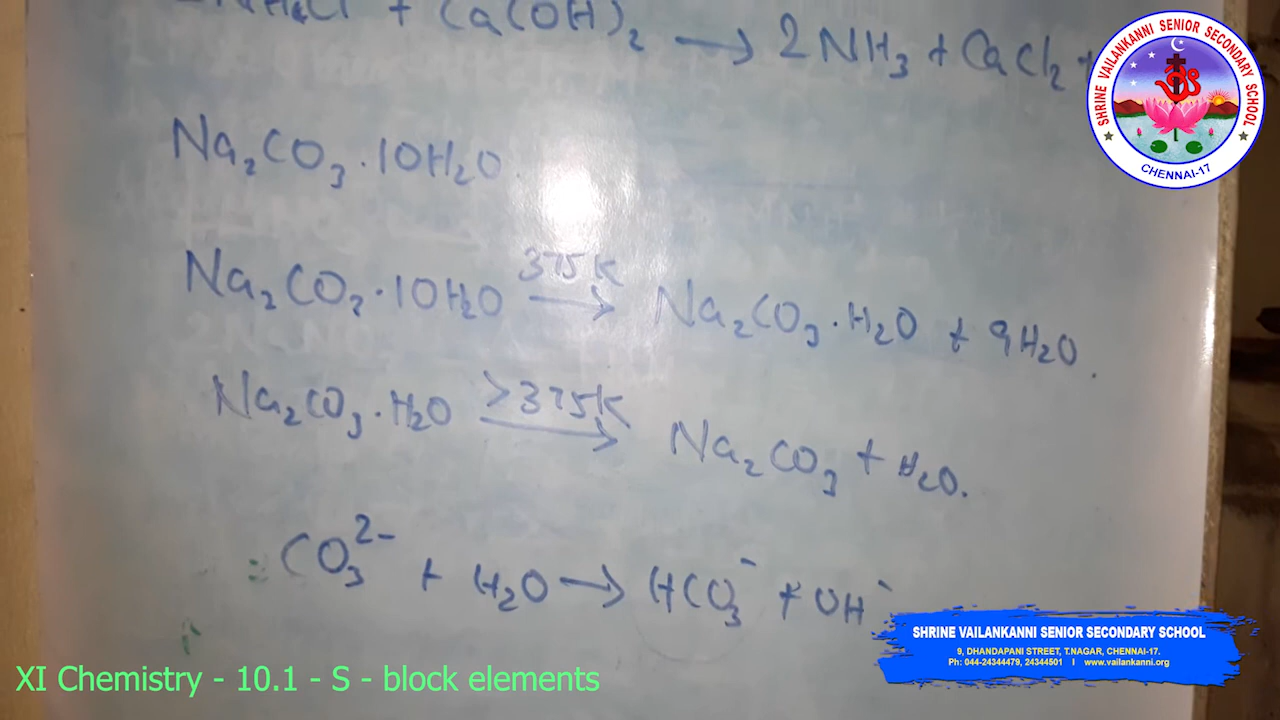 NH₄Cl + Ca(OH)₂ → 2NH₃ + CaCl₂ +
Na₂CO₃·10H₂O.
Na₂CO₃·10H₂O 375K → Na₂CO₃·H₂O + 9H₂O.
Na₂CO₃·H₂O >375K → Na₂CO₃ + H₂O.
CO₃²⁻ + H₂O → HCO₃⁻ + OH⁻
SHRINE VAILANKANNI SENIOR SECONDARY SCHOOL
CHENNAI-17
SHRINE VAILANKANNI SENIOR SECONDARY SCHOOL
9, DHANDAPANI STREET, T.NAGAR, CHENNAI-17.
Ph: 044-24344479, 24344501 I www.vailankanni.org
XI Chemistry - 10.1 - S - block elements